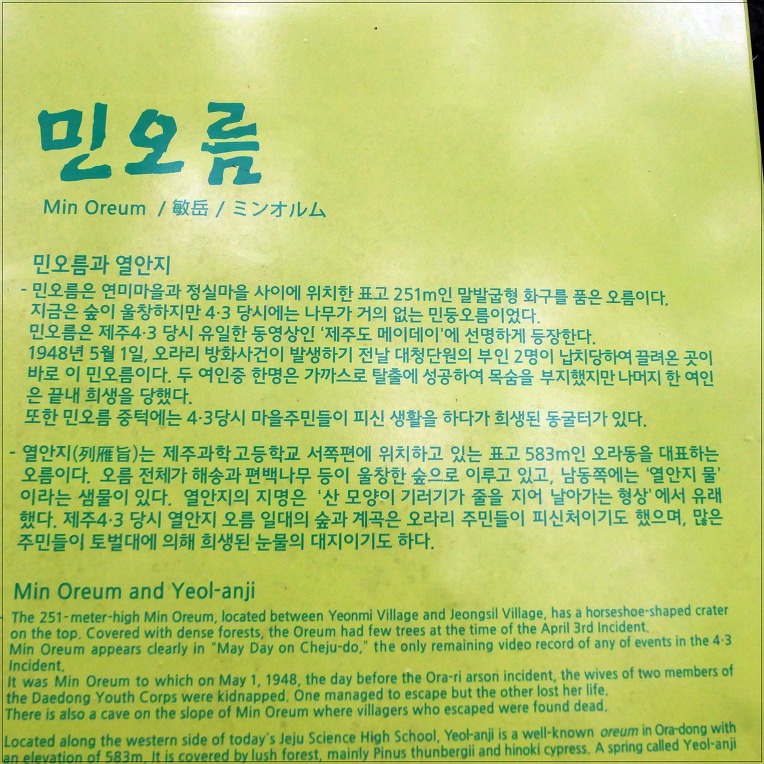 민오름
Min Oreum / 敏岳 / ミンオルム
민오름과 열안지
- 민오름은 연미마을과 정실마을 사이에 위치한 표고 251m인 말발굽형 화구를 품은 오름이다.
지금은 숲이 울창하지만 4·3 당시에는 나무가 거의 없는 민둥오름이었다.
민오름은 제주4·3 당시 유일한 동영상인 '제주도 메이데이'에 선명하게 등장한다.
1948년 5월 1일, 오라리 방화사건이 발생하기 전날 대청단원의 부인 2명이 납치당하여 끌려온 곳이
바로 이 민오름이다. 두 여인중 한명은 가까스로 탈출에 성공하여 목숨을 부지했지만 나머지 한 여인
은 끝내 희생을 당했다.
또한 민오름 중턱에는 4·3당시 마을주민들이 피신 생활을 하다가 희생된 동굴터가 있다.
- 열안지(列雁旨)는 제주과학고등학교 서쪽편에 위치하고 있는 표고 583m인 오라동을 대표하는
오름이다. 오름 전체가 해송과 편백나무 등이 울창한 숲으로 이루고 있고, 남동쪽에는 '열안지 물'
이라는 샘물이 있다. 열안지의 지명은 '산 모양이 기러기가 줄을 지어 날아가는 형상'에서 유래
했다. 제주4·3 당시 열안지 오름 일대의 숲과 계곡은 오라리 주민들이 피신처이기도 했으며, 많은
주민들이 토벌대에 의해 희생된 눈물의 대지이기도 하다.
Min Oreum and Yeol-anji
The 251-meter-high Min Oreum, located between Yeonmi Village and Jeongsil Village, has a horseshoe-shaped crater
on the top. Covered with dense forests, the Oreum had few trees at the time of the April 3rd Incident.
Min Oreum appears clearly in "May Day on Cheju-do," the only remaining video record of any of events in the 4·3
Incident.
It was Min Oreum to which on May 1, 1948, the day before the Ora-ri arson incident, the wives of two members of
the Daedong Youth Corps were kidnapped. One managed to escape but the other lost her life.
There is also a cave on the slope of Min Oreum where villagers who escaped were found dead.
Located along the western side of today's Jeju Science High School, Yeol-anji is a well-known oreum in Ora-dong with
an elevation of 583m. It is covered by lush forest, mainly Pinus thunbergii and hinoki cypress. A spring called Yeol-anji